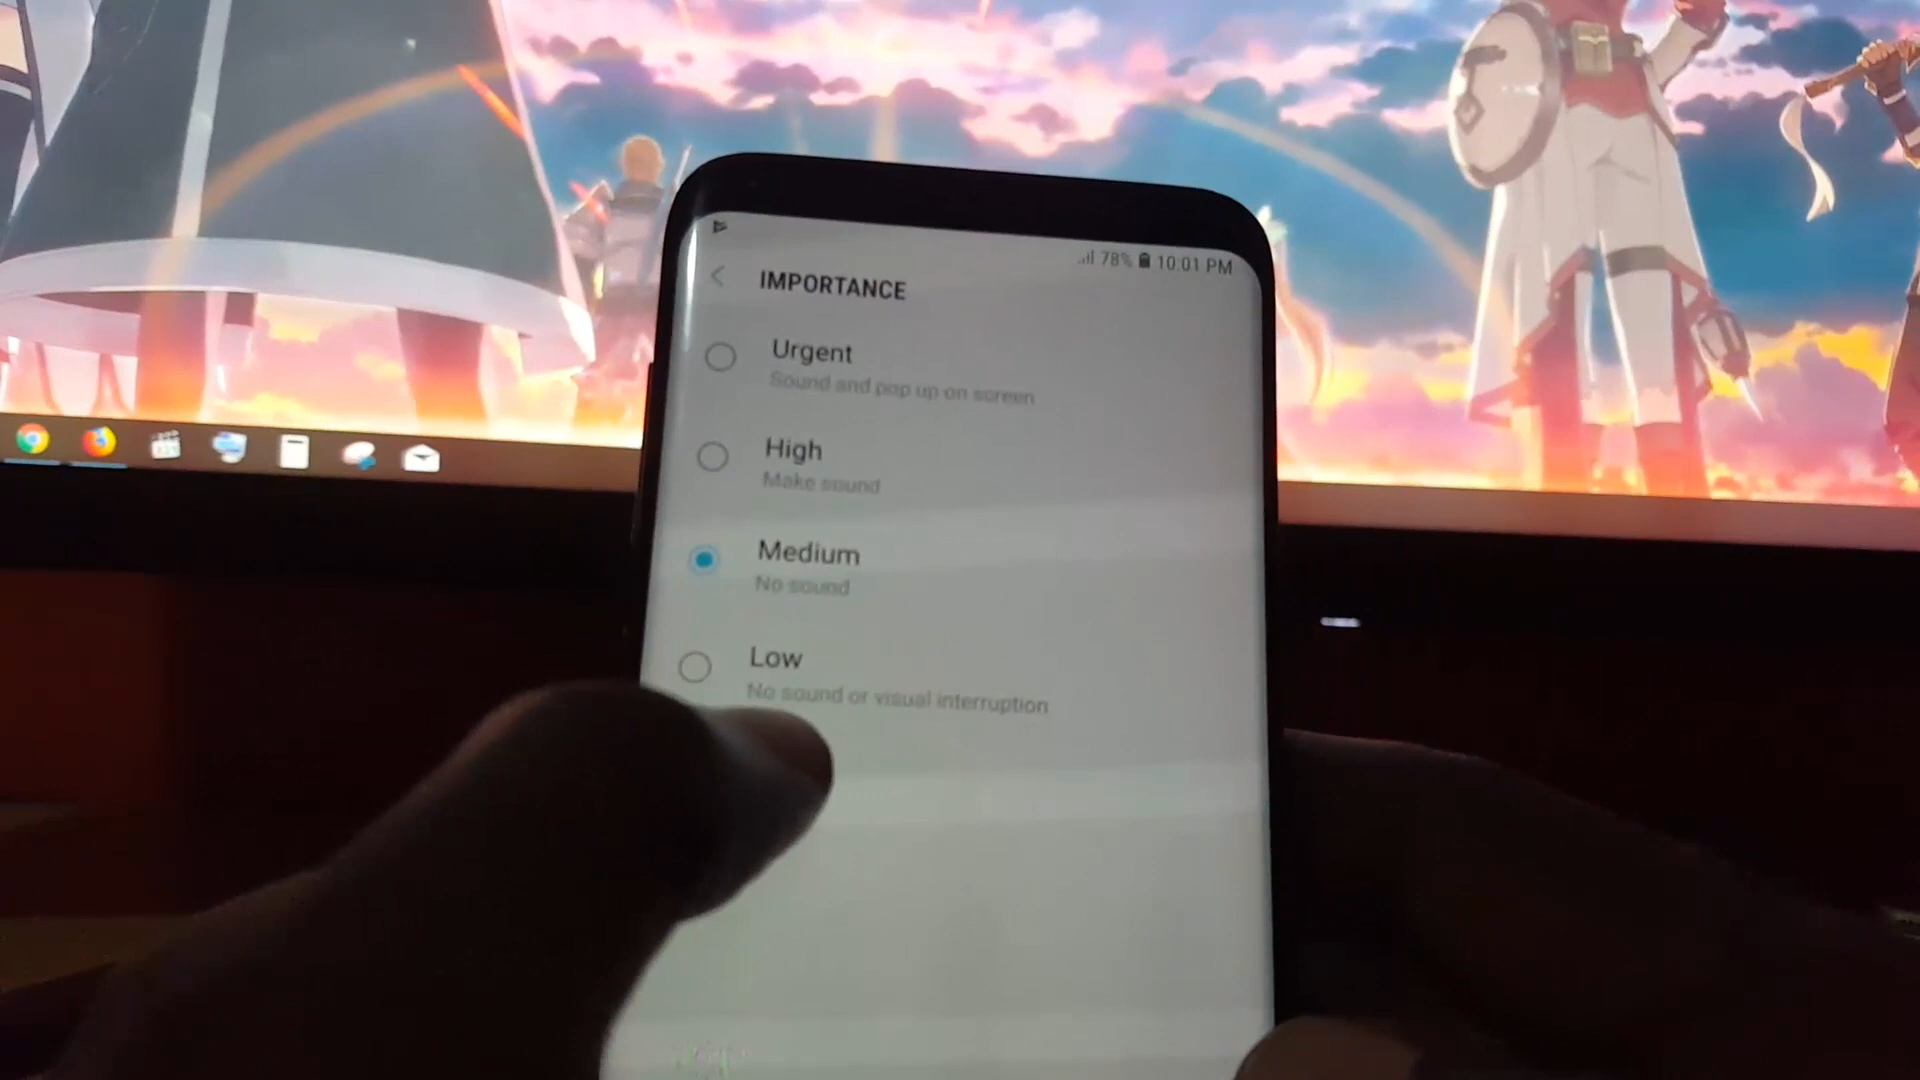 78% 10:01 PM
IMPORTANCE
Urgent
Sound and pop up on screen
High
Make sound
Medium
No sound
Low
No sound or visual interruption